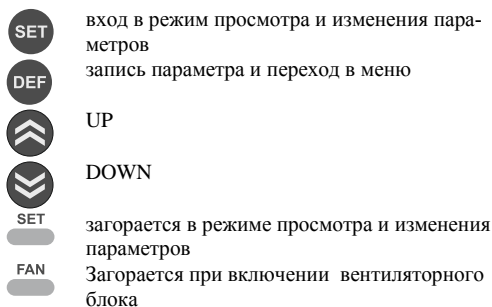 SET вход в режим просмотра и изменения пара-
метров
DEF запись параметра и переход в меню
UP
DOWN
SET загорается в режиме просмотра и изменения
параметров
FAN Загорается при включении вентиляторного
блока